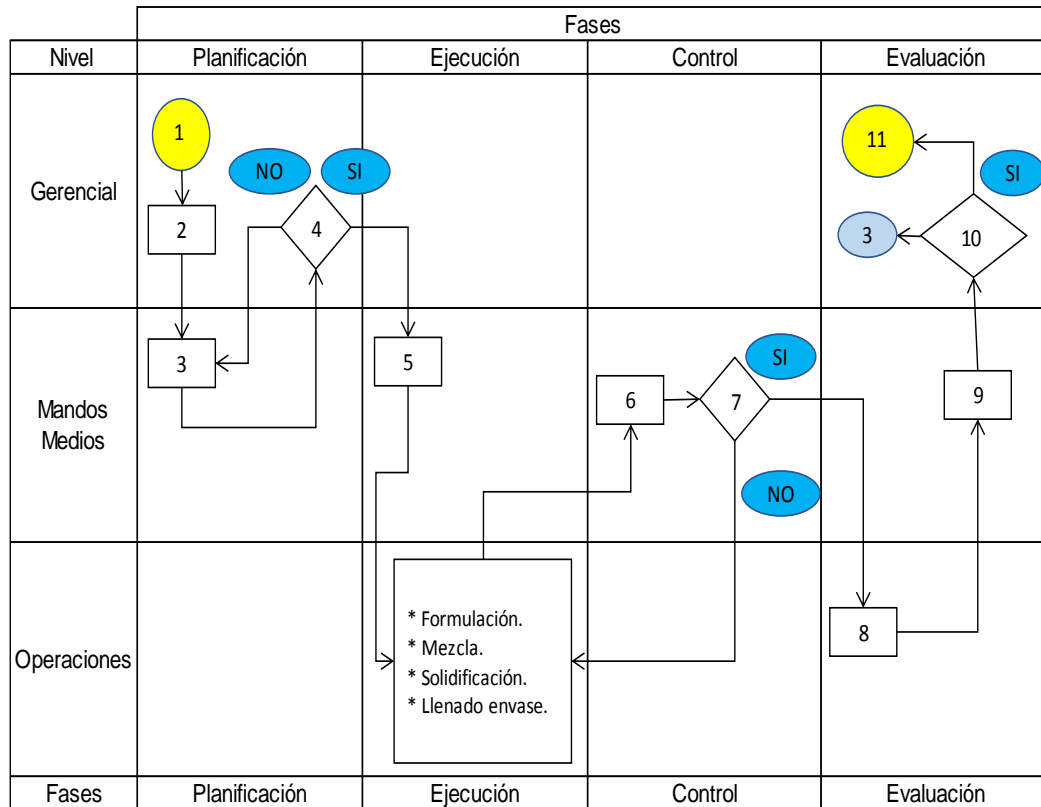 Fases
Nivel Planificación Ejecución Control Evaluación
1
11
NO SI
SI
Gerencial
2
4
3
10
3
5
SI
6
7
9
Mandos
Medios
NO
* Formulación.
* Mezcla.
8
Operaciones
* Solidificación.
* Llenado envase.
Fases Planificación Ejecución Control Evaluación